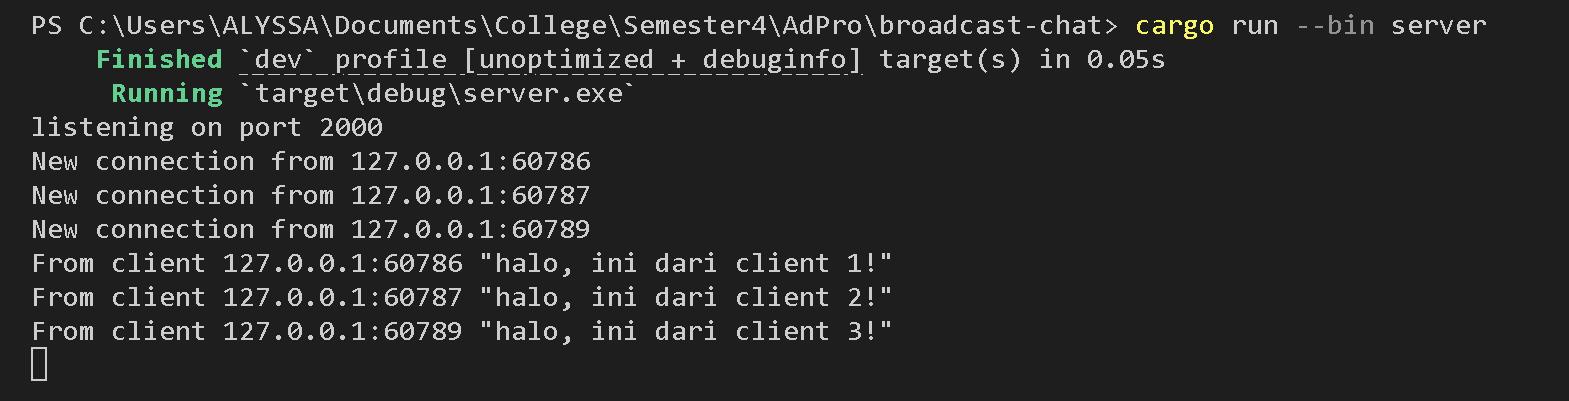 PS C:\Users\ALYSSA\Documents\College\Semester4\AdPro\broadcast-chat> cargo run --bin server
Finished `dev` profile [unoptimized + debuginfo] target(s) in 0.05s
Running `target\debug\server.exe`
listening on port 2000
New connection from 127.0.0.1:60786
New connection from 127.0.0.1:60787
New connection from 127.0.0.1:60789
From client 127.0.0.1:60786 "halo, ini dari client 1!"
From client 127.0.0.1:60787 "halo, ini dari client 2!"
From client 127.0.0.1:60789 "halo, ini dari client 3!"